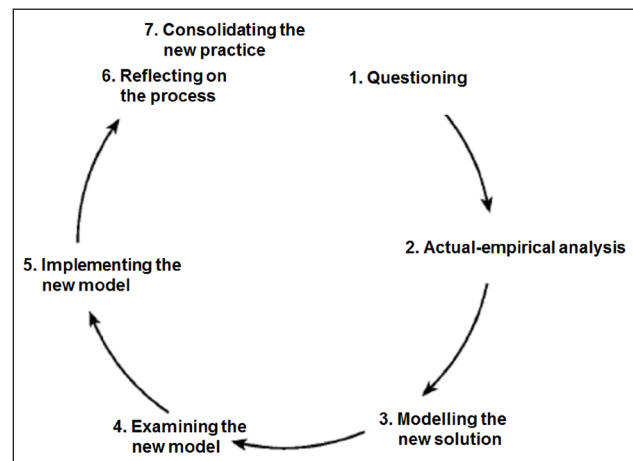 7. Consolidating the
new practice
6. Reflecting on
the process
1. Questioning
2. Actual-empirical analysis
5. Implementing the
new model
3. Modelling the
new solution
4. Examining the
new model